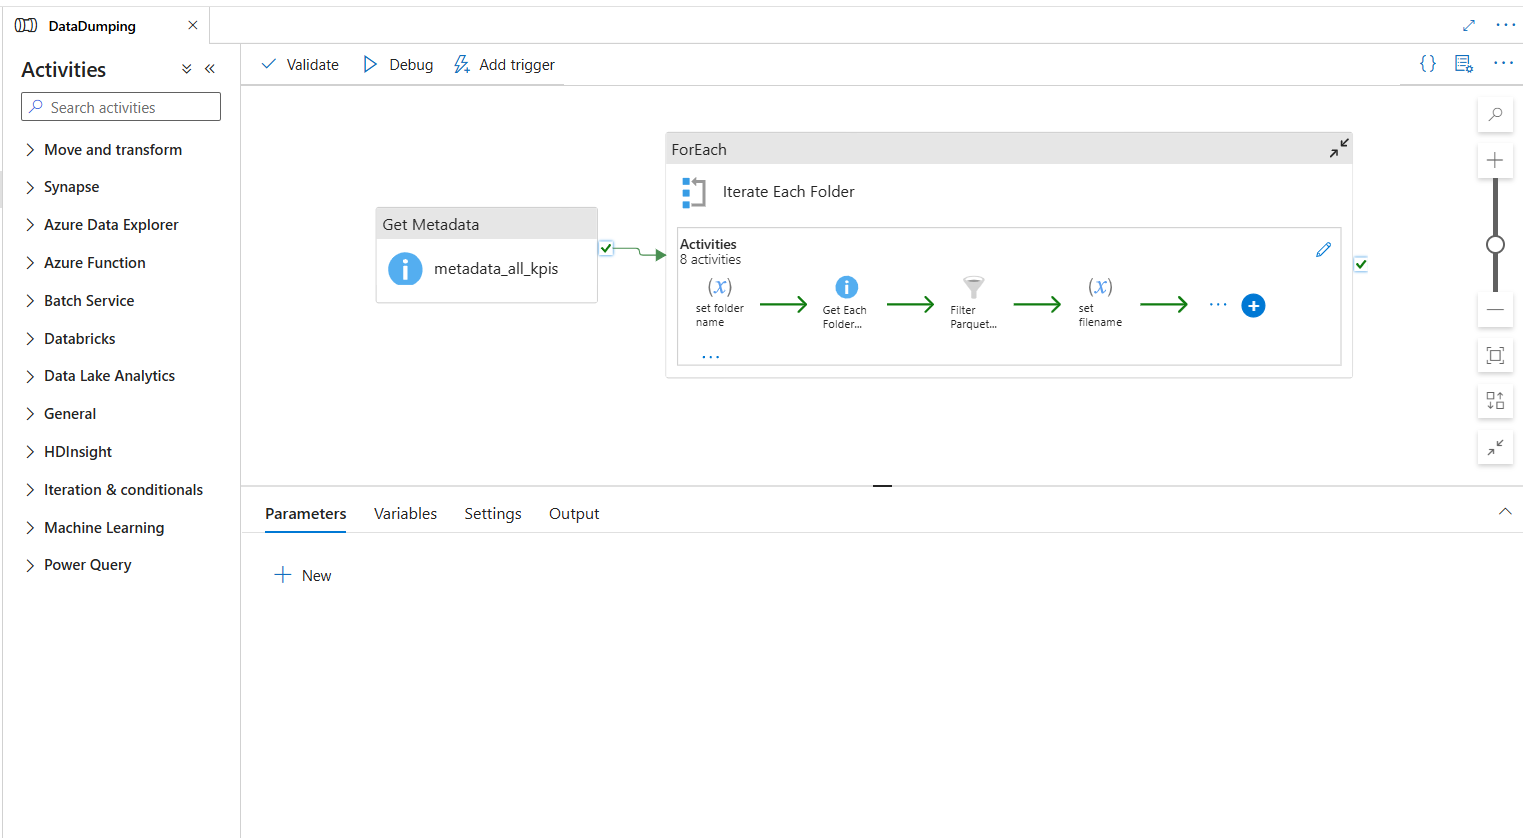 DataDumping
Activities
Search activities
Move and transform
Synapse
Azure Data Explorer
Azure Function
Batch Service
Databricks
Data Lake Analytics
General
HDInsight
Iteration & conditionals
Machine Learning
Power Query
Validate
Debug
Add trigger
Get Metadata
metadata_all_kpis
ForEach
Iterate Each Folder
Activities
8 activities
(x)
set folder
name
Get Each
Folder...
Filter
Parquet...
(x)
set
filename
...
...
Parameters
Variables
Settings
Output
New